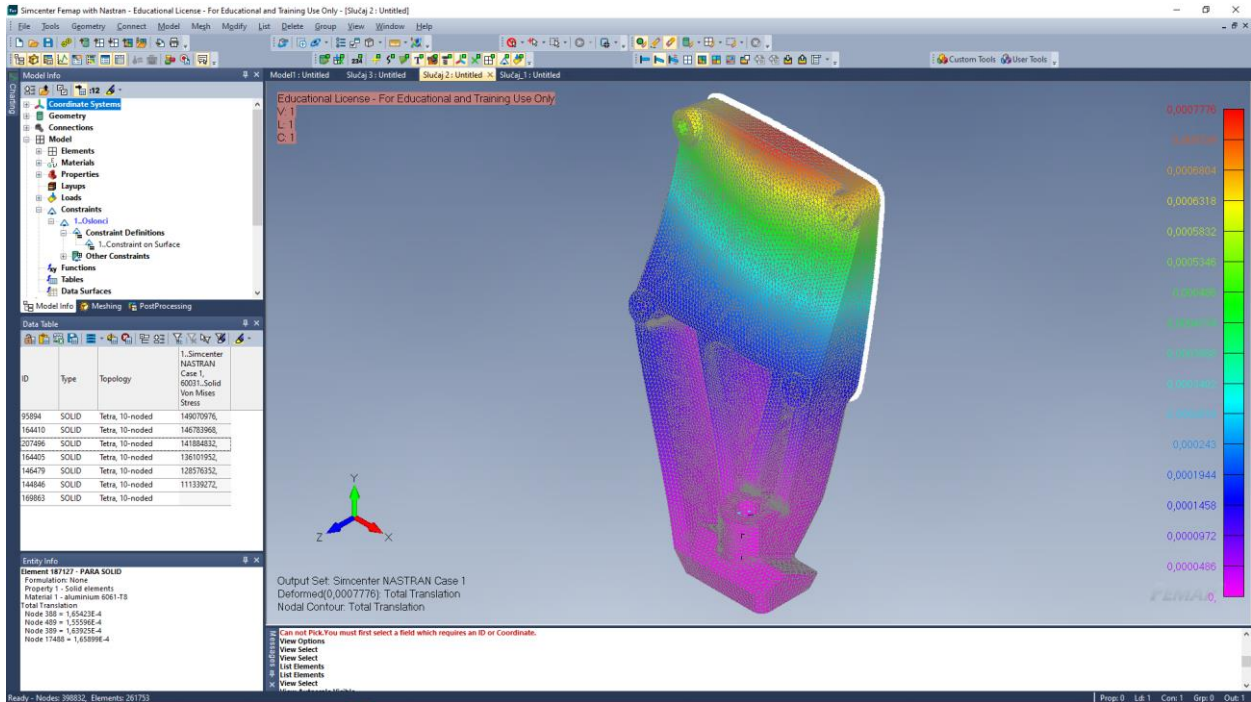 Simcenter Femap with Nastran - Educational License - For Educational and Training Use Only - [Slučaj 2 : Untitled]
File Tools Geometry Connect Model Mesh Modify List Delete Group View Window Help
Custom Tools User Tools
Model Info
Model1 : Untitled Slučaj 3 : Untitled Slučaj 2 : Untitled Slučaj_1 : Untitled
Charting
Coordinate Systems
Geometry
Connections
Model
Elements
Materials
Properties
Layups
Loads
Constraints
1..Oslonci
Constraint Definitions
1..Constraint on Surface
Other Constraints
Functions
Tables
Data Surfaces
Model Info Meshing PostProcessing
Data Table
ID Type Topology 1..Simcenter NASTRAN Case 1, 60031..Solid Von Mises Stress
95894 SOLID Tetra, 10-noded 149070976,
164410 SOLID Tetra, 10-noded 146783968,
207496 SOLID Tetra, 10-noded 141884832,
164405 SOLID Tetra, 10-noded 136101952,
146479 SOLID Tetra, 10-noded 128576352,
144846 SOLID Tetra, 10-noded 111339272,
169863 SOLID Tetra, 10-noded
Entity Info
Element 187127 - PARA SOLID
Formulation: None
Property 1 - Solid elements
Material 1 - aluminium 6061-T8
Total Translation
Node 388 = 1,65423E-4
Node 489 = 1,55596E-4
Node 389 = 1,63925E-4
Node 17488 = 1,65899E-4
Educational License - For Educational and Training Use Only
V: 1
L: 1
C: 1
0,0007776
0,0006804
0,0006318
0,0005832
0,0005346
0,000243
0,0001944
0,0001458
0,0000972
0,0000486
0,
FEMAP
Y
Z
X
Output Set: Simcenter NASTRAN Case 1
Deformed(0,0007776): Total Translation
Nodal Contour: Total Translation
Messages
Can not Pick.You must first select a field which requires an ID or Coordinate.
View Options
View Select
View Select
List Elements
List Elements
View Select
Ready - Nodes: 398832, Elements: 261753
Prop: 0 Ld: 1 Con: 1 Grp: 0 Out: 1